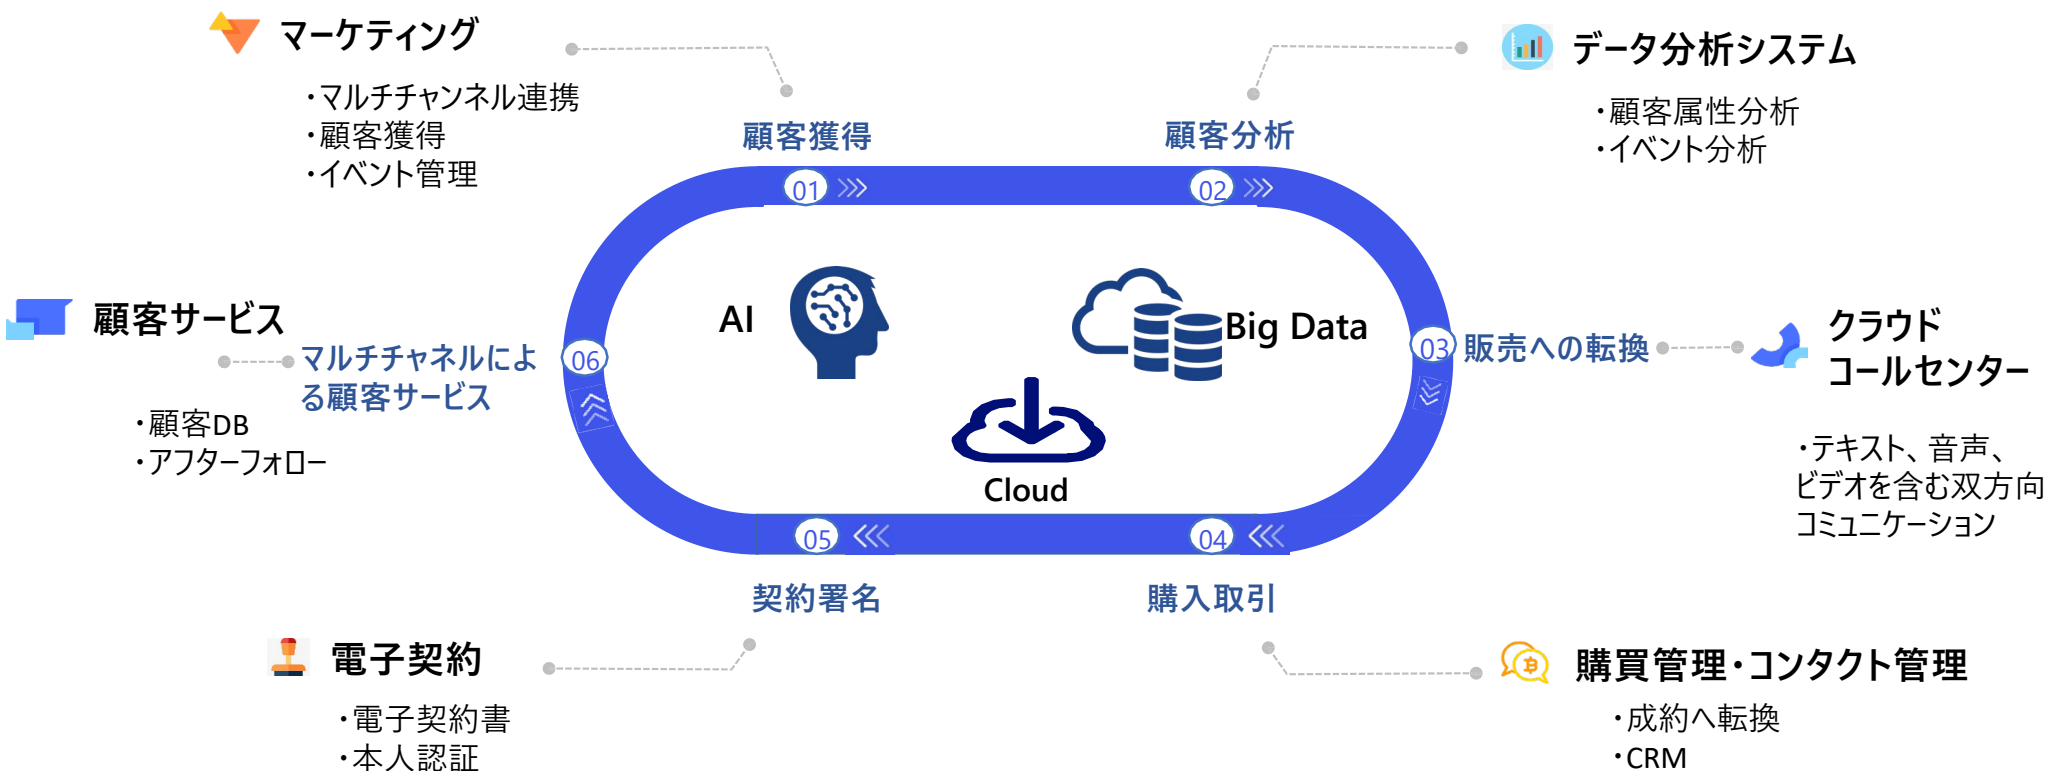 マーケティング
・マルチチャンネル連携
・顧客獲得
・イベント管理
データ分析システム
・顧客属性分析
・イベント分析
顧客獲得
顧客分析
01
02
顧客サービス
マルチチャネルによ
る顧客サービス
・顧客DB
・アフターフォロー
06
AI
Big Data
Cloud
03
販売への転換
クラウド
コールセンター
・テキスト、音声、
ビデオを含む双方向
コミュニケーション
05
04
契約署名
購入取引
電子契約
・電子契約書
・本人認証
購買管理・コンタクト管理
・成約へ転換
・CRM